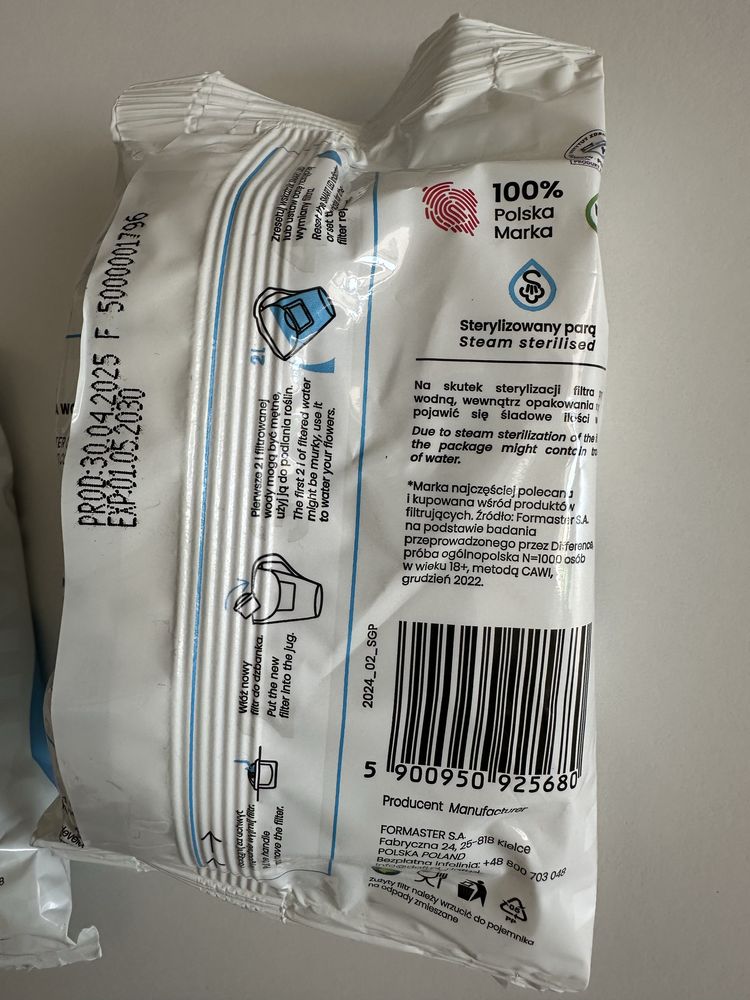 PROD:30.04.2025 F 5000001796
EXP:01.05.2030
wymiany filtra.
filter
2l
Pierwsze 2 l filtrowanej
wody mogą być mętne,
użyj ją do podlania roślin.
The first 2 l of filtered water
might be murky, use it
to water your flowers.
Włóż nowy
filtr do dzbanka.
Put the new
filter into the jug.
handle
the filter.
100%
Polska
Marka
Sterylizowany parą
Steam sterilised
Na skutek sterylizacji filtra
wodną, wewnątrz opakowania
pojawić się śladowe ilości
Due to steam sterilization of the
the package might contain
of water.
*Marka najczęściej polecana
i kupowana wśród produktów
filtrujących. Źródło: Formaster S.A.
na podstawie badania
przeprowadzonego przez Difference,
próba ogólnopolska N=1000 osób
w wieku 18+, metodą CAWI,
grudzień 2022.
2024_02_SGP
5 900950 925680
Producent Manufacturer
FORMASTER S.A.
Fabryczna 24, 25-818 Kielce
POLSKA POLAND
Bezpłatna infolinia: +48 800 703 048
zużyty filtr należy wrzucić do pojemnika
na odpady zmieszane
PP